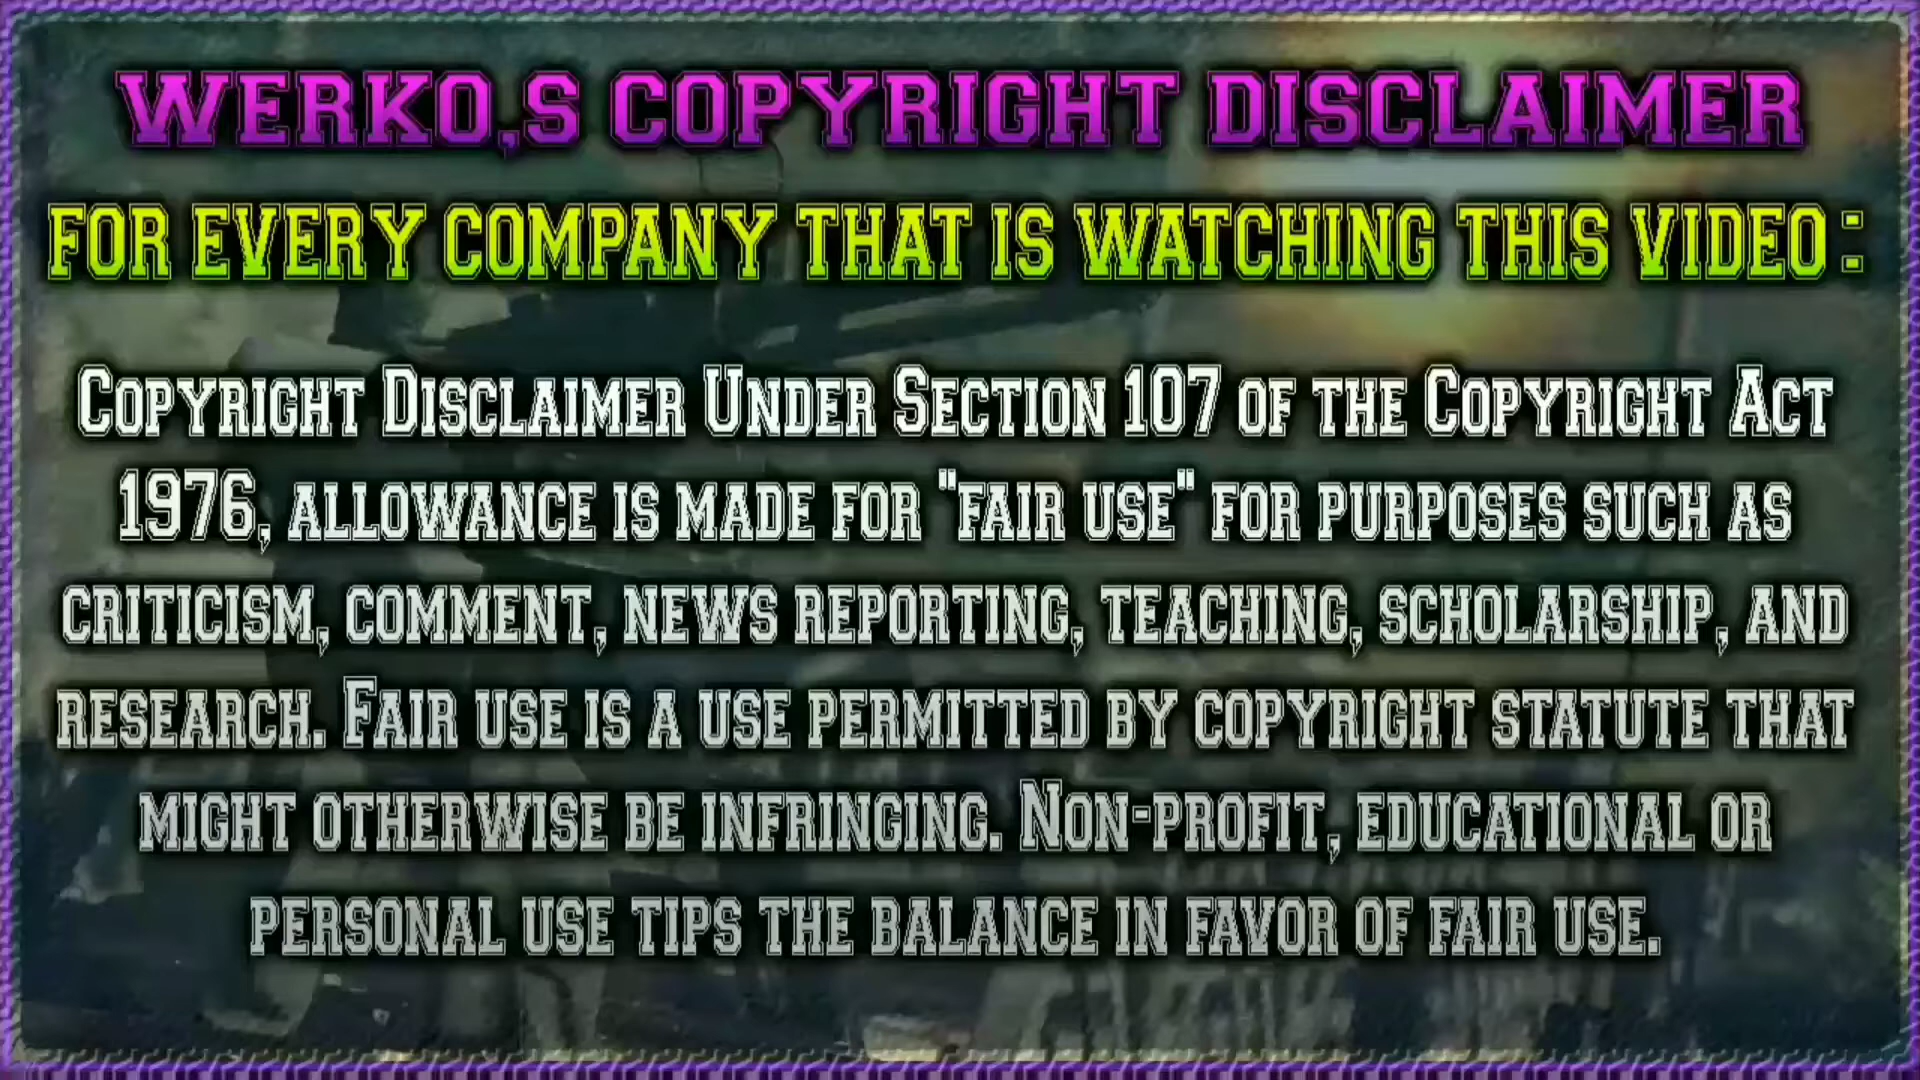 WERKO,S COPYRIGHT DISCLAIMER
FOR EVERY COMPANY THAT IS WATCHING THIS VIDEO :
Copyright Disclaimer Under Section 107 of the Copyright Act
1976, allowance is made for "fair use" for purposes such as
criticism, comment, news reporting, teaching, scholarship, and
research. Fair use is a use permitted by copyright statute that
might otherwise be infringing. Non-profit, educational or
personal use tips the balance in favor of fair use.